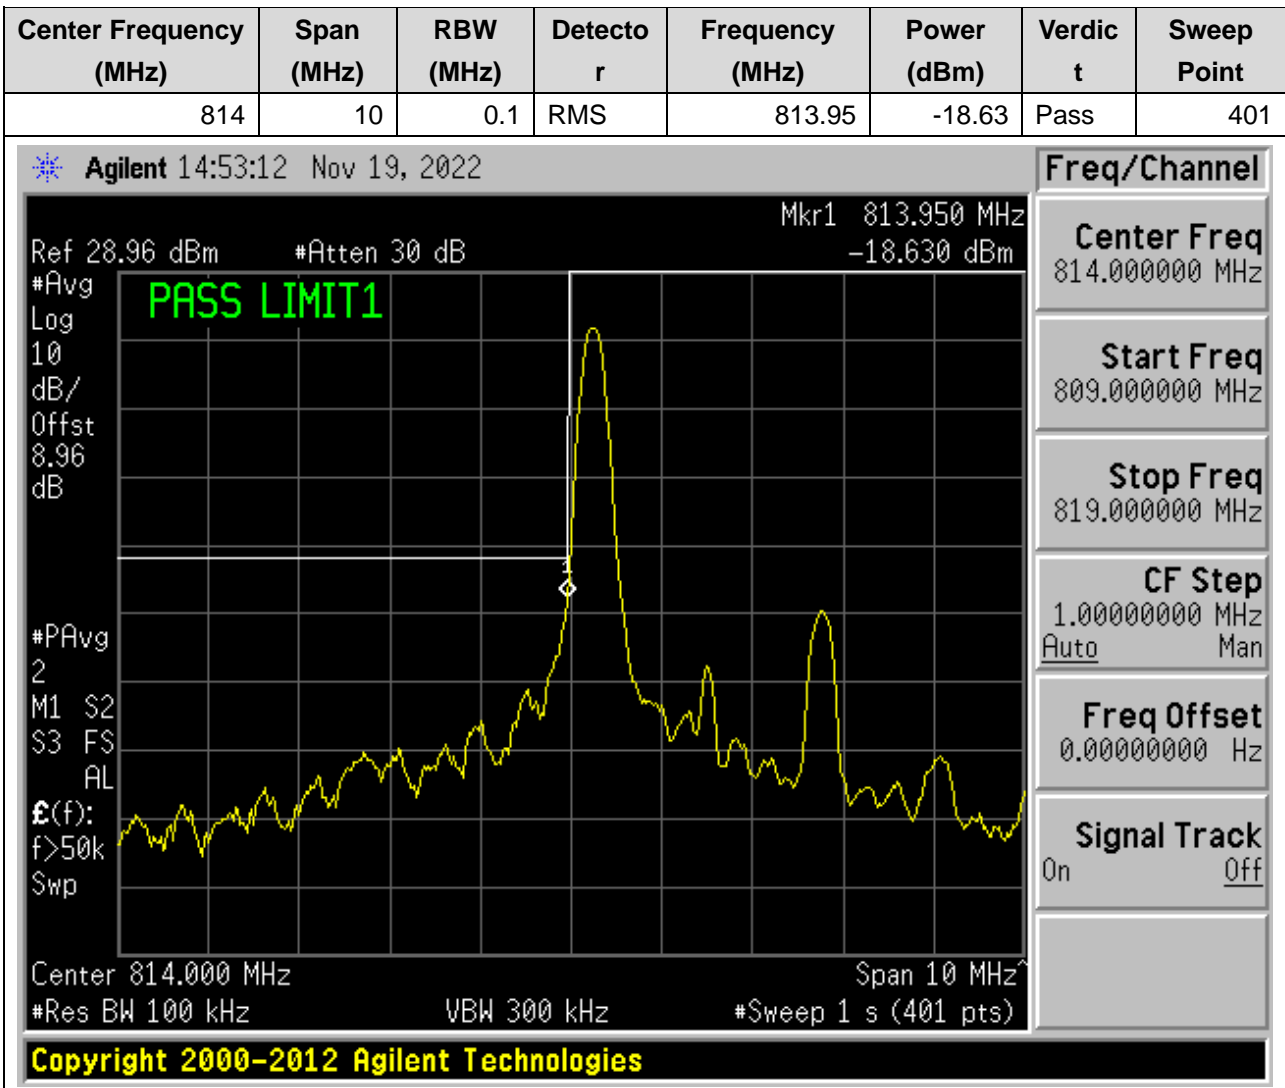 Center Frequency (MHz) Span (MHz) RBW (MHz) Detecto r Frequency (MHz) Power (dBm) Verdic t Sweep Point
814 10 0.1 RMS 813.95 -18.63 Pass 401
Agilent 14:53:12 Nov 19, 2022
Freq/Channel
Mkr1 813.950 MHz
Ref 28.96 dBm #Atten 30 dB -18.630 dBm
#Avg
Log
10
dB/
Offst
8.96
dB
PASS LIMIT1
1
#PAvg
2
M1 S2
S3 FS
AL
£(f):
f>50k
Swp
Center 814.000 MHz Span 10 MHz^
#Res BW 100 kHz VBW 300 kHz #Sweep 1 s (401 pts)
Center Freq
814.000000 MHz
Start Freq
809.000000 MHz
Stop Freq
819.000000 MHz
CF Step
1.00000000 MHz
Auto Man
Freq Offset
0.00000000 Hz
Signal Track
On Off
Copyright 2000-2012 Agilent Technologies